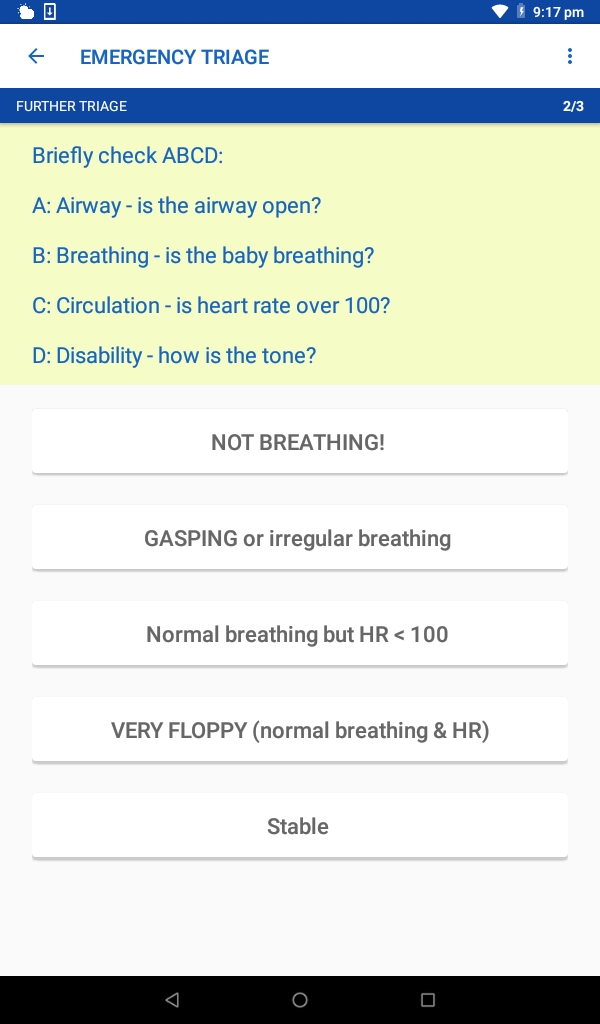 9:17 pm
EMERGENCY TRIAGE
FURTHER TRIAGE 2/3
Briefly check ABCD:
A: Airway - is the airway open?
B: Breathing - is the baby breathing?
C: Circulation - is heart rate over 100?
D: Disability - how is the tone?
NOT BREATHING!
GASPING or irregular breathing
Normal breathing but HR < 100
VERY FLOPPY (normal breathing & HR)
Stable